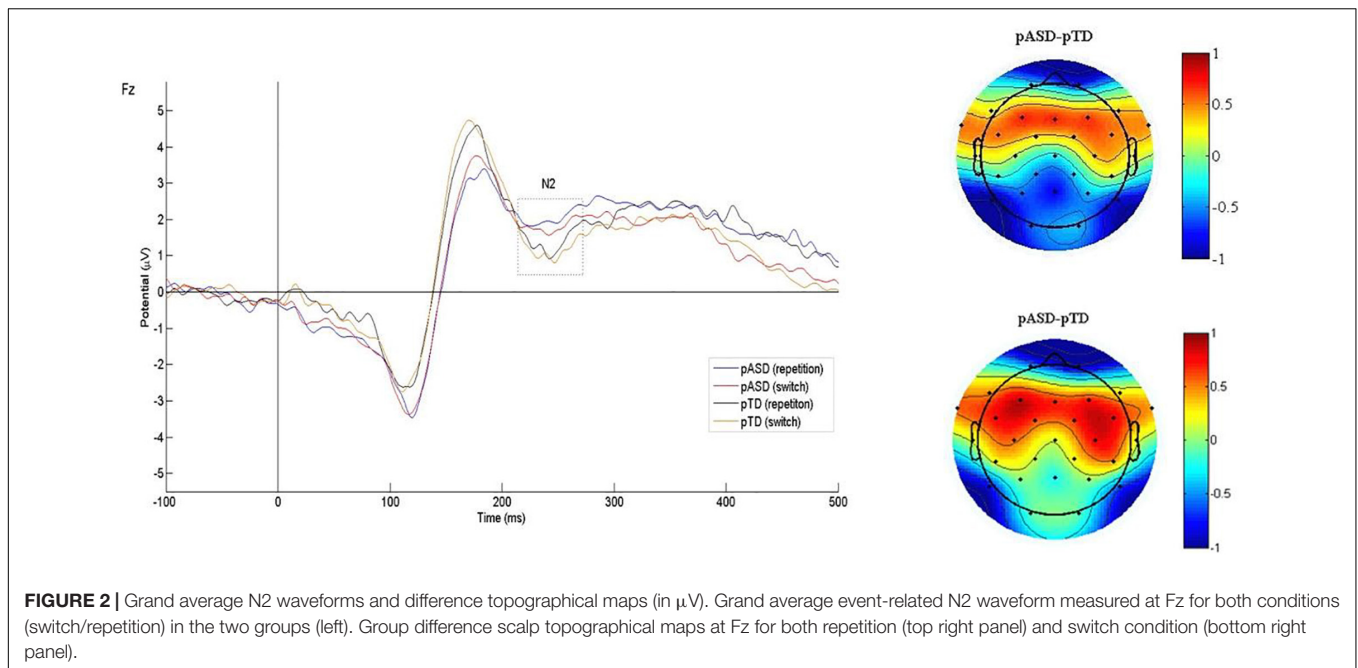 Fz
5
4
3
2
1
0
-1
-2
-3
-4
-5
Potential (μV)
N2
-100
0
100
200
300
400
500
Time (ms)
pASD (repetition)
pASD (switch)
pTD (repetiton)
pTD (switch)
pASD-pTD
1
0.5
0
-0.5
-1
pASD-pTD
1
0.5
0
-0.5
-1
FIGURE 2 | Grand average N2 waveforms and difference topographical maps (in μV). Grand average event-related N2 waveform measured at Fz for both conditions
(switch/repetition) in the two groups (left). Group difference scalp topographical maps at Fz for both repetition (top right panel) and switch condition (bottom right
panel).